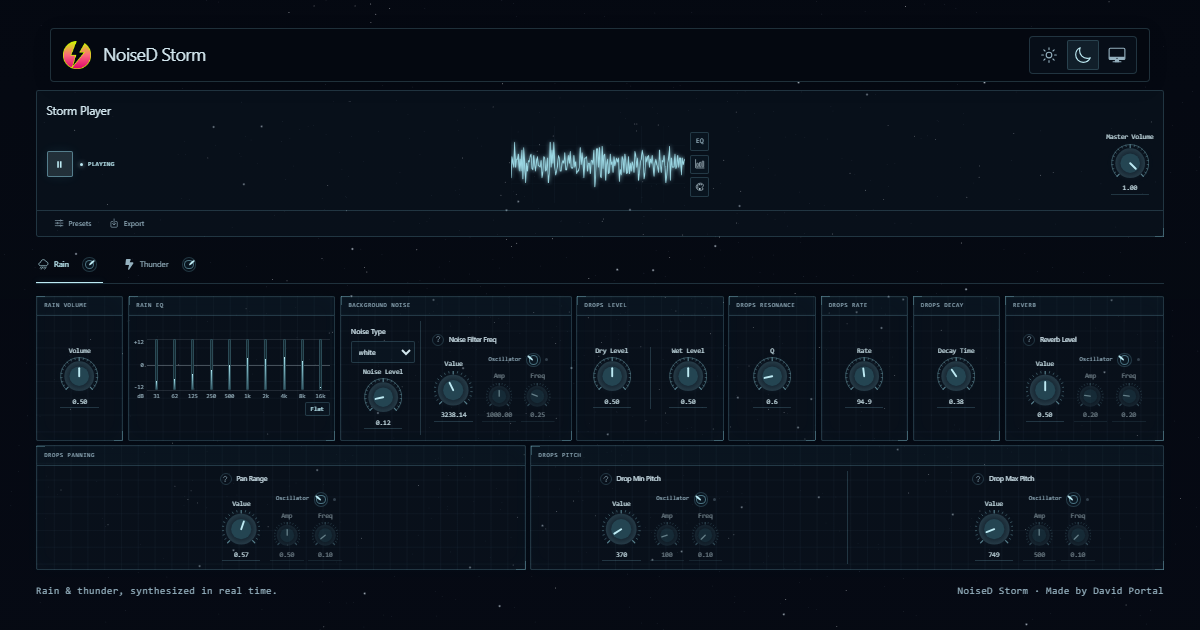 NoiseD Storm
Storm Player
PLAYING
EQ
Master Volume
1.00
Presets
Export
Rain
Thunder
RAIN VOLUME
Volume
0.50
RAIN EQ
+12
0
-12
dB 31 62 125 250 500 1k 2k 4k 8k 16k
Flat
BACKGROUND NOISE
Noise Type
white
Noise Level
0.12
? Noise Filter Freq
Value
3238.14
Oscillator
Amp
1000.00
Freq
0.25
DROPS LEVEL
Dry Level
0.50
Wet Level
0.50
DROPS RESONANCE
Q
0.6
DROPS RATE
Rate
94.9
DROPS DECAY
Decay Time
0.38
REVERB
? Reverb Level
Value
0.50
Oscillator
Amp
0.20
Freq
0.20
DROPS PANNING
? Pan Range
Value
0.57
Oscillator
Amp
0.50
Freq
0.10
DROPS PITCH
? Drop Min Pitch
Value
370
Oscillator
Amp
100
Freq
0.10
? Drop Max Pitch
Value
749
Oscillator
Amp
500
Freq
0.10
Rain & thunder, synthesized in real time.
NoiseD Storm · Made by David Portal